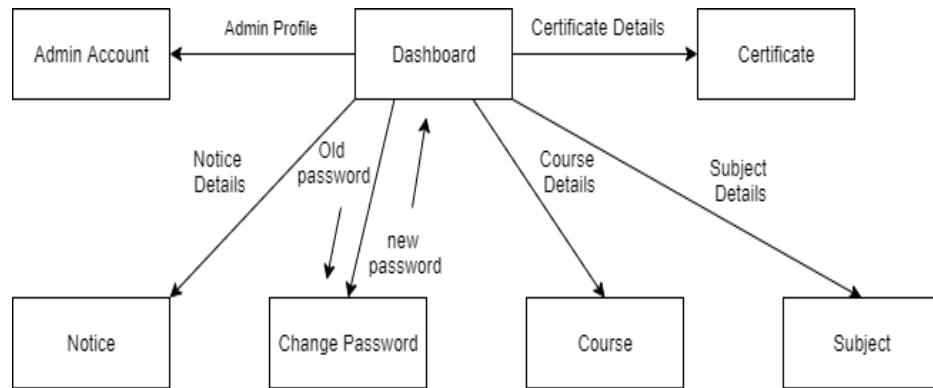 Admin Account
Admin Profile
Dashboard
Certificate Details
Certificate
Notice
Details
Old
password
new
password
Course
Details
Subject
Details
Notice
Change Password
Course
Subject